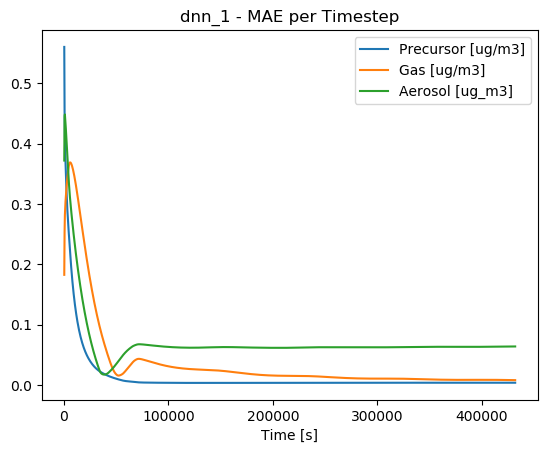 dnn_1 - MAE per Timestep
Precursor [ug/m3]
Gas [ug/m3]
Aerosol [ug_m3]
0.5
0.4
0.3
0.2
0.1
0.0
0 100000 200000 300000 400000
Time [s]